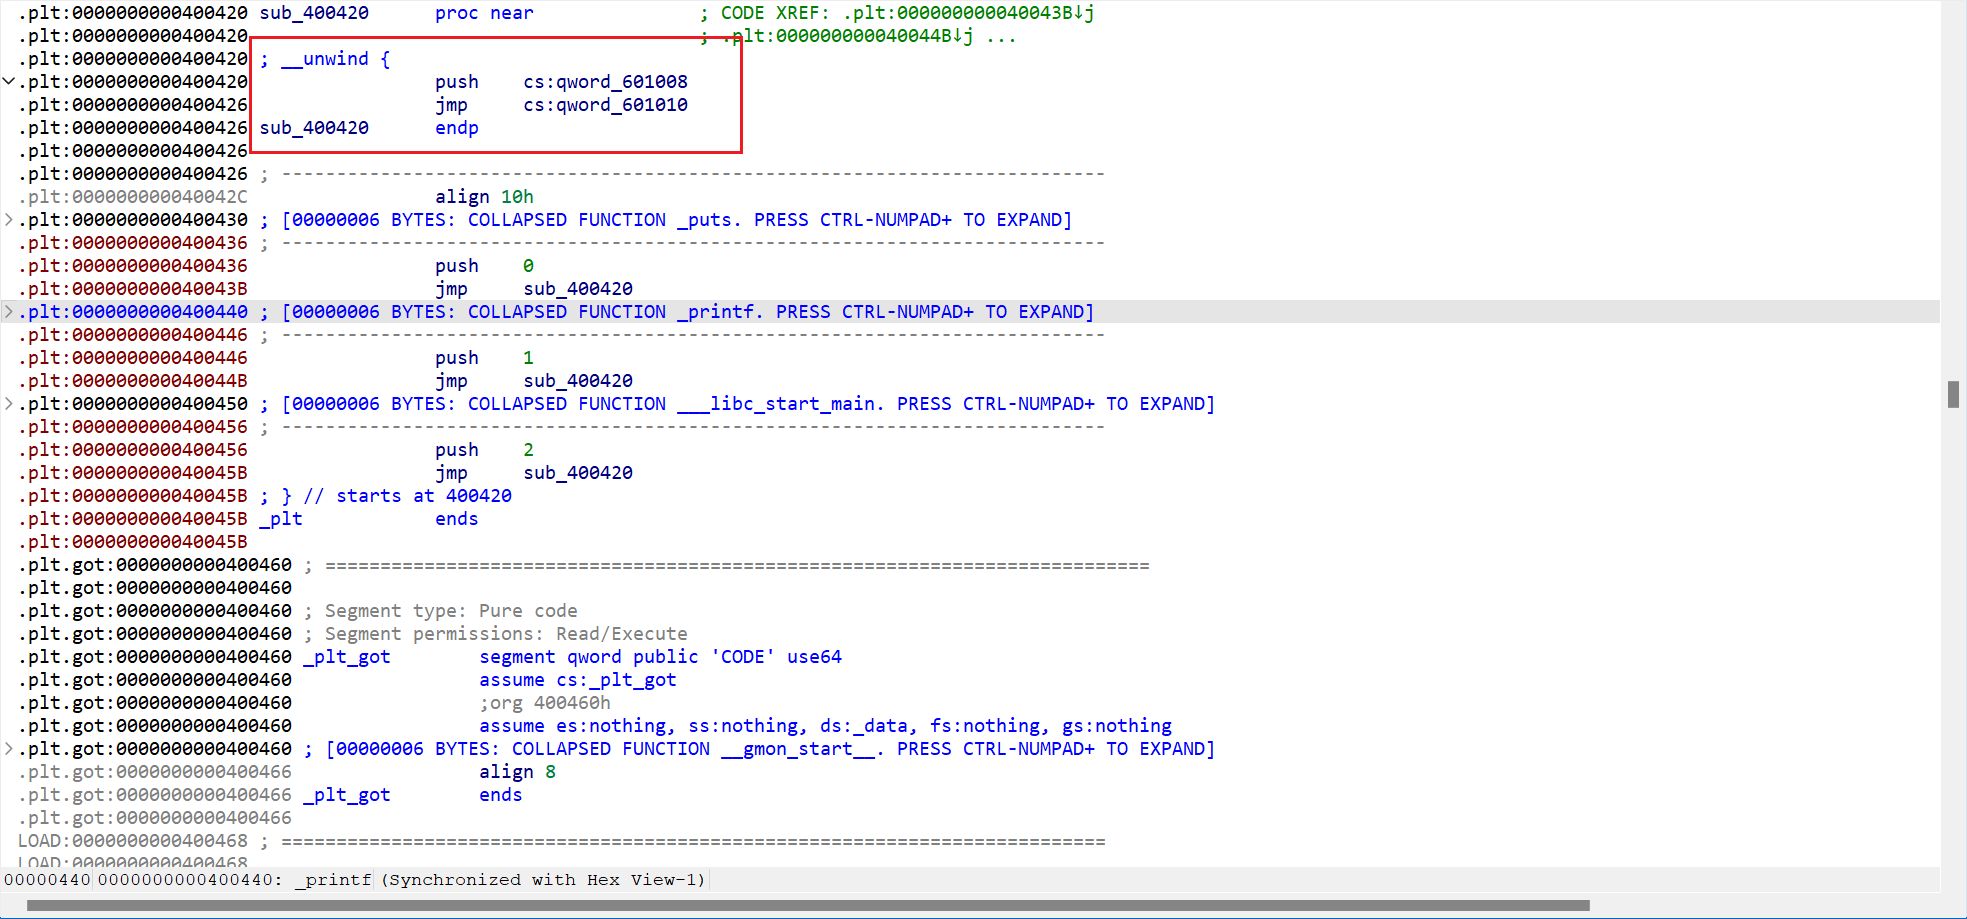 .plt:0000000000400420 sub_400420      proc near               ; CODE XREF: .plt:000000000040043B↓j
.plt:0000000000400420                                         ; .plt:000000000040044B↓j ...
.plt:0000000000400420 ; __unwind {
.plt:0000000000400420                 push    cs:qword_601008
.plt:0000000000400426                 jmp     cs:qword_601010
.plt:0000000000400426 sub_400420      endp
.plt:0000000000400426
.plt:0000000000400426 ; ---------------------------------------------------------------------------
.plt:000000000040042C                 align 10h
.plt:0000000000400430 ; [00000006 BYTES: COLLAPSED FUNCTION _puts. PRESS CTRL-NUMPAD+ TO EXPAND]
.plt:0000000000400436 ; ---------------------------------------------------------------------------
.plt:0000000000400436                 push    0
.plt:000000000040043B                 jmp     sub_400420
.plt:0000000000400440 ; [00000006 BYTES: COLLAPSED FUNCTION _printf. PRESS CTRL-NUMPAD+ TO EXPAND]
.plt:0000000000400446 ; ---------------------------------------------------------------------------
.plt:0000000000400446                 push    1
.plt:000000000040044B                 jmp     sub_400420
.plt:0000000000400450 ; [00000006 BYTES: COLLAPSED FUNCTION ___libc_start_main. PRESS CTRL-NUMPAD+ TO EXPAND]
.plt:0000000000400456 ; ---------------------------------------------------------------------------
.plt:0000000000400456                 push    2
.plt:000000000040045B                 jmp     sub_400420
.plt:000000000040045B ; } // starts at 400420
.plt:000000000040045B _plt            ends
.plt:000000000040045B
.plt.got:0000000000400460 ; ===========================================================================
.plt.got:0000000000400460
.plt.got:0000000000400460 ; Segment type: Pure code
.plt.got:0000000000400460 ; Segment permissions: Read/Execute
.plt.got:0000000000400460 _plt_got        segment qword public 'CODE' use64
.plt.got:0000000000400460                 assume cs:_plt_got
.plt.got:0000000000400460                 ;org 400460h
.plt.got:0000000000400460                 assume es:nothing, ss:nothing, ds:_data, fs:nothing, gs:nothing
.plt.got:0000000000400460 ; [00000006 BYTES: COLLAPSED FUNCTION __gmon_start__. PRESS CTRL-NUMPAD+ TO EXPAND]
.plt.got:0000000000400466                 align 8
.plt.got:0000000000400466 _plt_got        ends
.plt.got:0000000000400466
LOAD:0000000000400468 ; ===========================================================================
LOAD:0000000000400468
00000440 0000000000400440: _printf (Synchronized with Hex View-1)